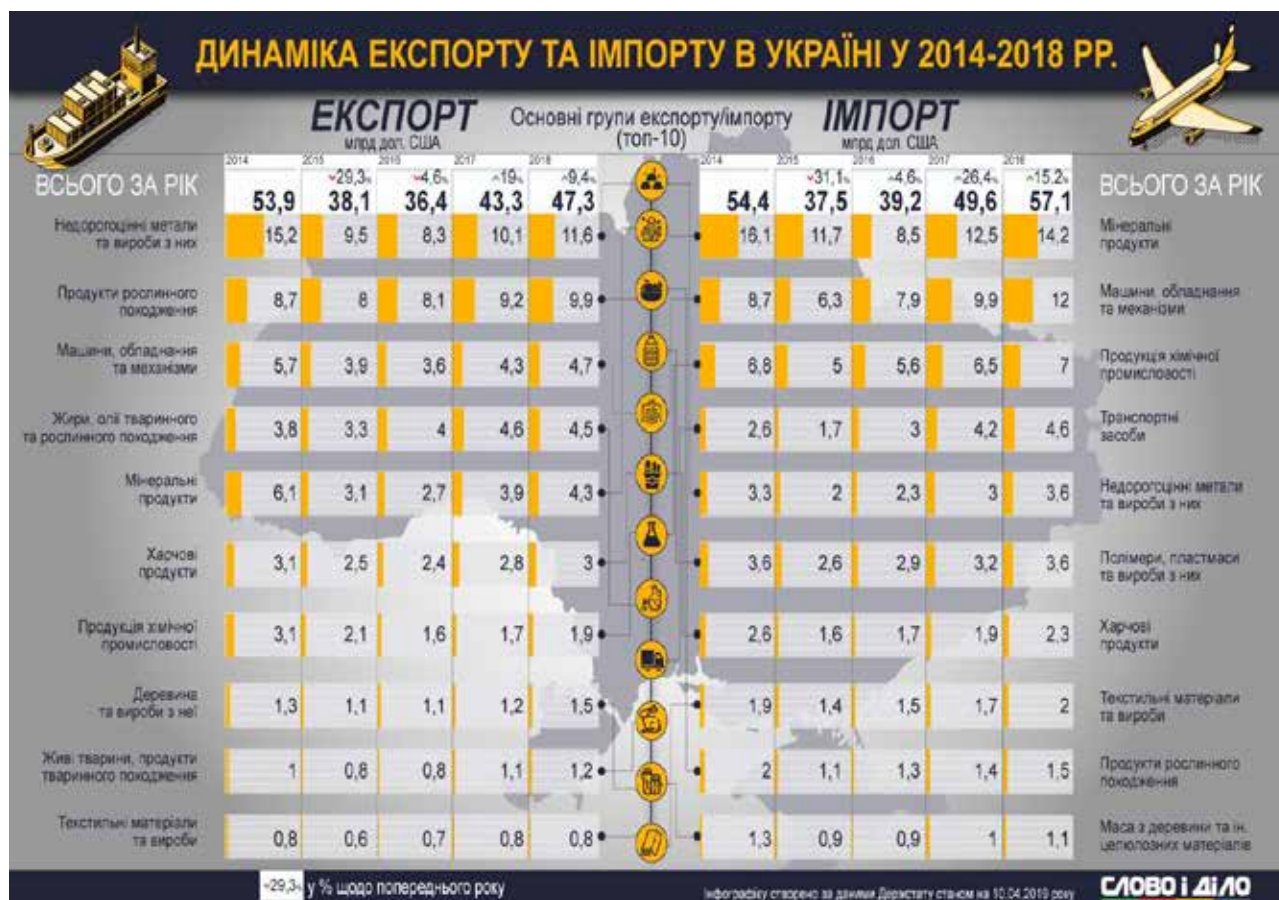 ДИНАМІКА ЕКСПОРТУ ТА ІМПОРТУ В УКРАЇНІ У 2014-2018 РР.
ЕКСПОРТ
млрд дол. США
Основні групи експорту/імпорту
(топ-10)
ІМПОРТ
млрд дол. США
2014 2015 2016 2017 2018
2014 2015 2016 2017 2018
-29,3% -4,6% 19% 9,4%
-31,1% 4,6% 26,4% 15,2%
ВСЬОГО ЗА РІК 53,9 38,1 36,4 43,3 47,3
54,4 37,5 39,2 49,6 57,1 ВСЬОГО ЗА РІК
Недорогоцінні метали
та вироби з них
15,2 9,5 8,3 10,1 11,6
16,1 11,7 8,5 12,5 14,2
Мінеральні
продукти
Продукти рослинного
походження
8,7 8 8,1 9,2 9,9
8,7 6,3 7,9 9,9 12
Машини, обладнання
та механізми
Машини, обладнання
та механізми
5,7 3,9 3,6 4,3 4,7
6,8 5 5,6 6,5 7
Продукція хімічної
промисловості
Жири, олії тваринного
та рослинного походження
3,8 3,3 4 4,6 4,5
2,6 1,7 3 4,2 4,6
Транспортні
засоби
Мінеральні
продукти
6,1 3,1 2,7 3,9 4,3
3,3 2 2,3 3 3,6
Недорогоцінні метали
та вироби з них
Харчові
продукти
3,1 2,5 2,4 2,8 3
3,6 2,6 2,9 3,2 3,6
Полімери, пластмаси
та вироби з них
Продукція хімічної
промисловості
3,1 2,1 1,6 1,7 1,9
2,6 1,6 1,7 1,9 2,3
Харчові
продукти
Деревина
та вироби з неї
1,3 1,1 1,1 1,2 1,5
1,9 1,4 1,5 1,7 2
Текстильні матеріали
та вироби
Живі тварини, продукти
тваринного походження
1 0,8 0,8 1,1 1,2
2 1,1 1,3 1,4 1,5
Продукти рослинного
походження
Текстильні матеріали
та вироби
0,8 0,6 0,7 0,8 0,8
1,3 0,9 0,9 1 1,1
Маса з деревини та ін.
целюлозних матеріалів
-29,3% у % щодо попереднього року
Інфографіку створено за даними Держстату станом на 10.04.2019 року
СЛОВО і ДІЛО